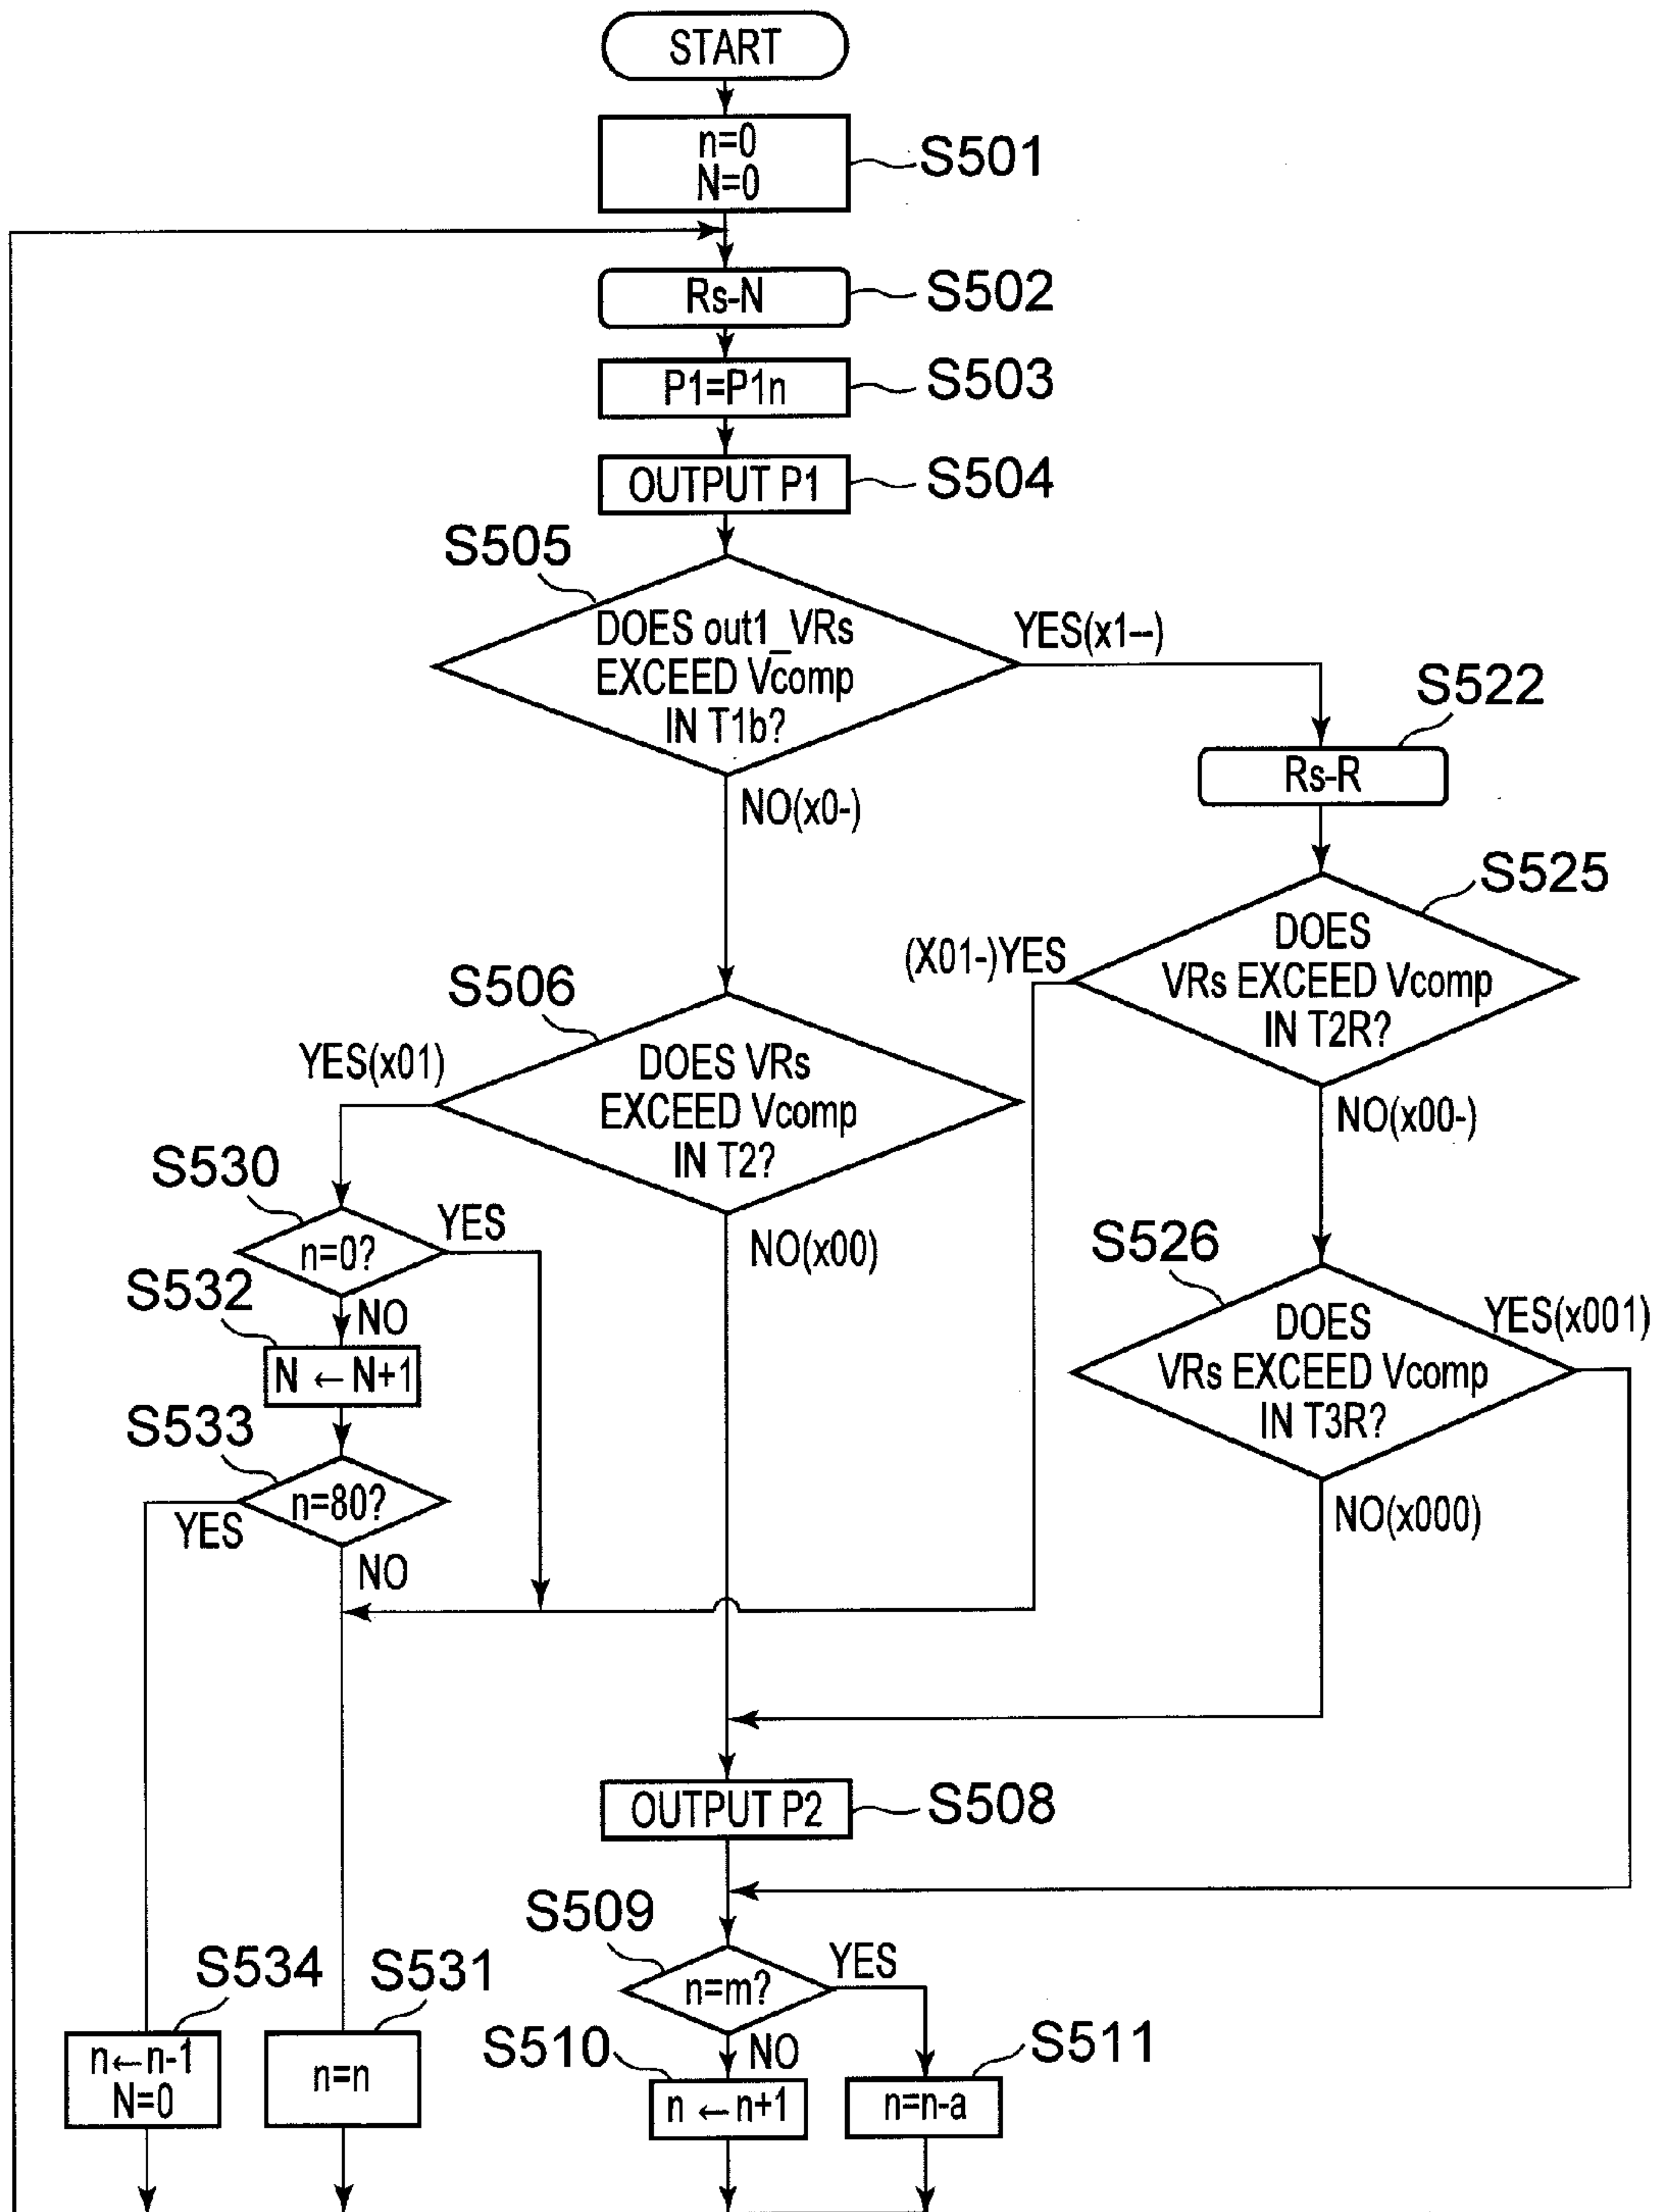 START
n=0
N=0
S501
Rs-N
S502
P1=P1n
S503
OUTPUT P1
S504
S505
DOES out1_VRs
EXCEED Vcomp
IN T1b?
YES(x1--)
NO(x0-)
S522
Rs-R
S525
DOES
VRs EXCEED Vcomp
IN T2R?
(X01-)YES
NO(x00-)
S506
DOES VRs
EXCEED Vcomp
IN T2?
YES(x01)
NO(x00)
S530
n=0?
YES
NO
S532
N ← N+1
S533
n=80?
YES
NO
S526
DOES
VRs EXCEED Vcomp
IN T3R?
YES(x001)
NO(x000)
OUTPUT P2
S508
S509
n=m?
YES
NO
S534
n←n-1
N=0
S531
n=n
S510
n ← n+1
S511
n=n-a